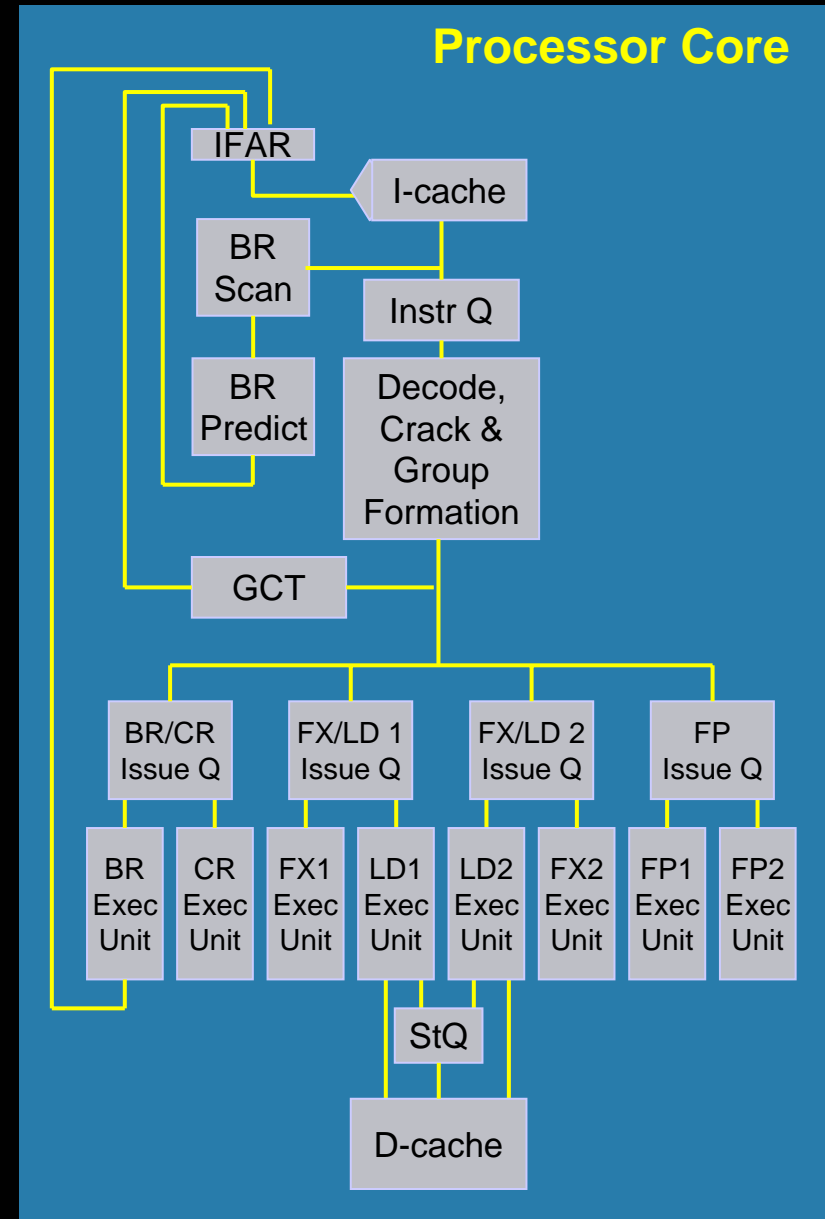 Processor Core
IFAR
I-cache
BR
Scan
Instr Q
BR
Predict
Decode,
Crack &
Group
Formation
GCT
BR/CR
Issue Q
FX/LD 1
Issue Q
FX/LD 2
Issue Q
FP
Issue Q
BR
Exec
Unit
CR
Exec
Unit
FX1
Exec
Unit
LD1
Exec
Unit
LD2
Exec
Unit
FX2
Exec
Unit
FP1
Exec
Unit
FP2
Exec
Unit
StQ
D-cache